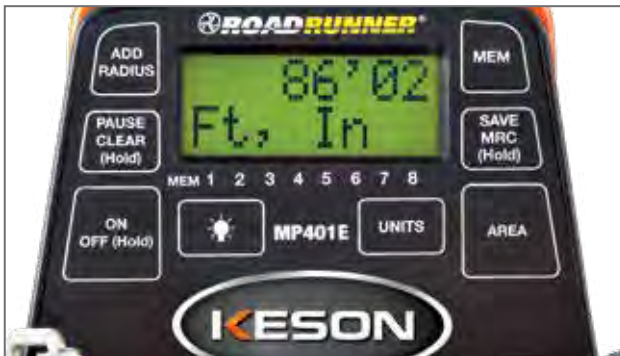 ROADRUNNER®
ADD
RADIUS
86'02
Ft, In
MEM
PAUSE
CLEAR
(Hold)
SAVE
MRC
(Hold)
MEM 1 2 3 4 5 6 7 8
ON
OFF (Hold)
MP401E
UNITS
AREA
KESON